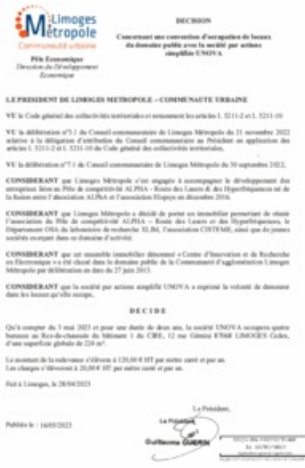 Limoges
Métropole
Communauté urbaine
Pôle Economique
Direction du Développement
Economique
DECISION
Concernant une convention d'occupation de locaux
du domaine public avec la société par actions
simplifiée UNOVA
LE PRESIDENT DE LIMOGES METROPOLE – COMMUNAUTE URBAINE
VU le Code général des collectivités territoriales et notamment les articles L 5211-2 et L 5211-10
VU la délibération n°5.1 du Conseil communautaire de Limoges Métropole du 21 novembre 2022
relative à la délégation d'attribution du Conseil communautaire au Président en application des
articles L 5211-2 et L 5211-10 du Code général des collectivités territoriales,
VU la délibération n°7.1 du Conseil communautaire de Limoges Métropole du 30 septembre 2022,
CONSIDERANT que Limoges Métropole s'est engagée à accompagner le développement des
entreprises liées au Pôle de compétitivité ALPHA - Route des Lasers & des Hyperfréquences né de
la fusion entre l'association ALPhA et l'association Elopsys en décembre 2016,
CONSIDERANT que Limoges Métropole a décidé de porter un immobilier permettant de réunir
l'association du Pôle de compétitivité ALPHA – Route des Lasers et des Hyperfréquences, le
Département OSA du laboratoire de recherche XLIM, l'association CISTEME, ainsi que de jeunes
sociétés essayant dans ce domaine d'activité,
CONSIDERANT que cet ensemble immobilier dénommé « Centre d'Innovation et de Recherche
en Electronique » a été classé dans le domaine public de la Communauté d'agglomération Limoges
Métropole par délibération en date du 27 juin 2013,
CONSIDERANT que la société par actions simplifiée UNOVA a exprimé la volonté de demeurer
dans les locaux qu'elle occupe,
DECIDE
Qu'à compter du 3 mai 2023 et pour une durée de deux ans, la société UNOVA occupera quatre
bureaux au Rez-de-chaussée du bâtiment 1 du CIRE, 12 rue Gémini 87068 LIMOGES Cedex,
d'une superficie globale de 224 m².
Le montant de la redevance s'élèvera à 120,00 € HT par mètre carré et par an.
Les charges s'élèveront à 20,00 € HT par mètre carré et par an.
Fait à Limoges, le 28/04/2023
Le Président,
Publiée le : 16/05/2023
Le Président,
Guillaume GUERIN